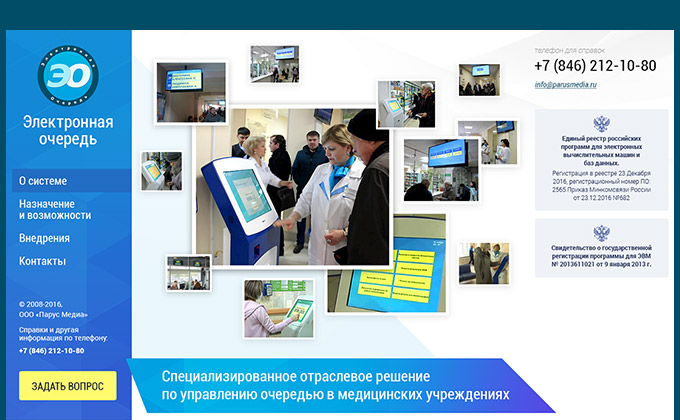 Электронная
ЭО
Очередь
Электронная
очередь
О системе
Назначение
и возможности
Внедрения
Контакты
© 2008-2016,
ООО «Парус Медиа»
Справки и другая
информация по телефону:
+7 (846) 212-10-80
ЗАДАТЬ ВОПРОС
телефон для справок
+7 (846) 212-10-80
info@parusmedia.ru
Единый реестр российских
программ для электронных
вычислительных машин и
баз данных.
Регистрация в реестре 23 Декабря
2016, регистрационный номер ПО
2565 Приказ Минкомсвязи России
от 23.12.2016 №682
Свидетельство о государственной
регистрации программы для ЭВМ
№ 2013611021 от 9 января 2013 г.
Специализированное отраслевое решение
по управлению очередью в медицинских учреждениях